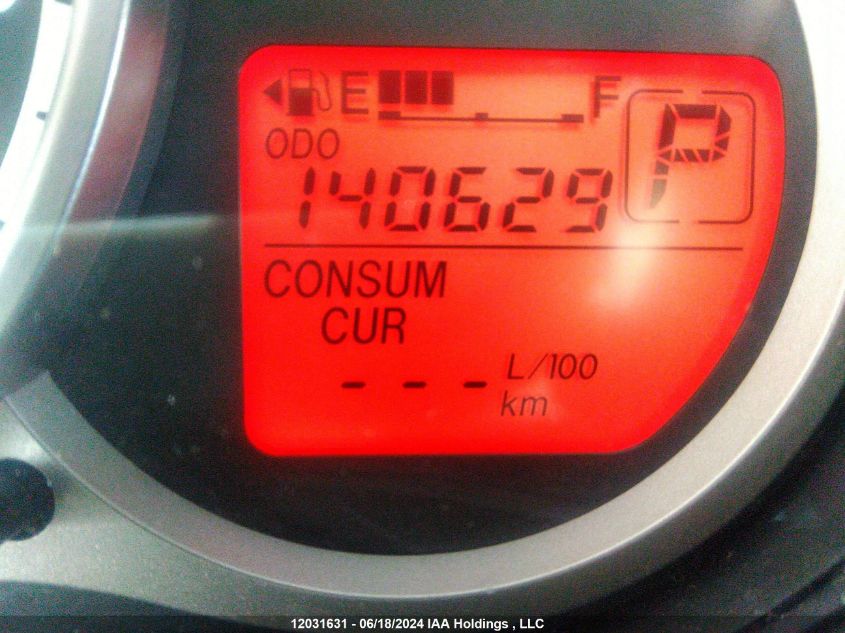 E F
ODO P
140629
CONSUM
CUR
- - - L/100
km
12031631 - 06/18/2024 IAA Holdings , LLC